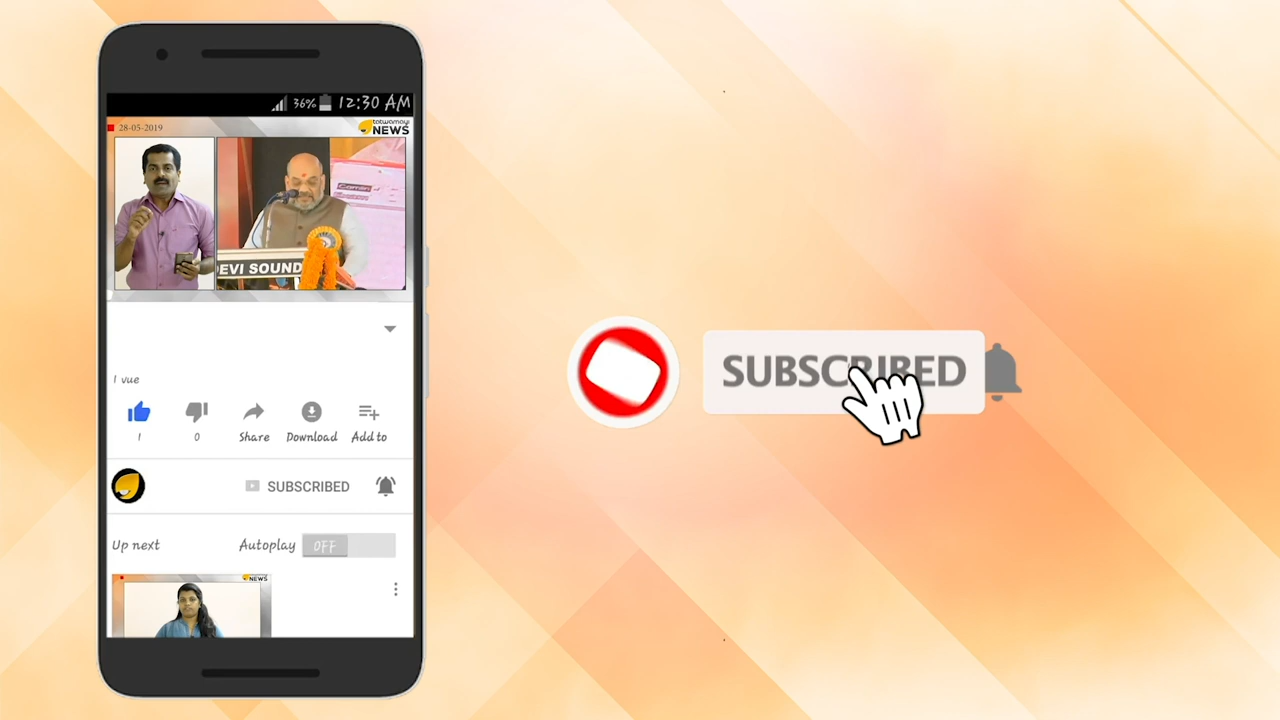 36% 12:30 AM
28-05-2019
tatwamayi
NEWS
DEVI SOUND
1 vue
1
0
Share
Download
Add to
SUBSCRIBED
Up next
Autoplay
OFF
NEWS
SUBSCRIBED